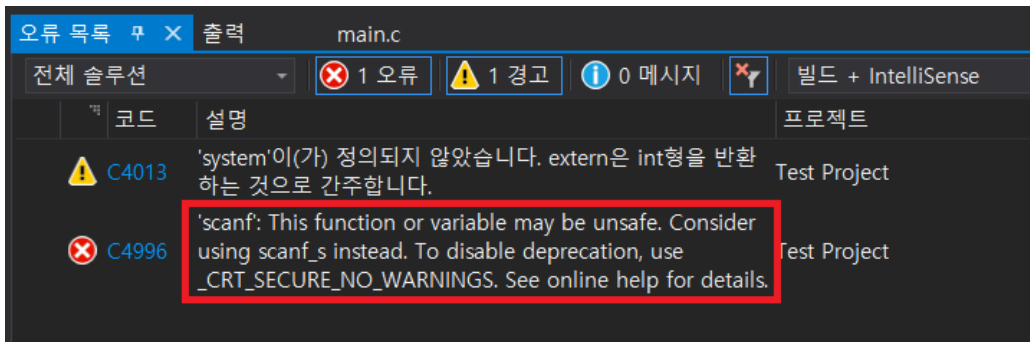 오류 목록 출력 main.c
전체 솔루션 1 오류 1 경고 0 메시지 빌드 + IntelliSense
코드 설명 프로젝트
C4013 'system'이(가) 정의되지 않았습니다. extern은 int형을 반환
하는 것으로 간주합니다. Test Project
'scanf': This function or variable may be unsafe. Consider
C4996 using scanf_s instead. To disable deprecation, use Test Project
_CRT_SECURE_NO_WARNINGS. See online help for details.